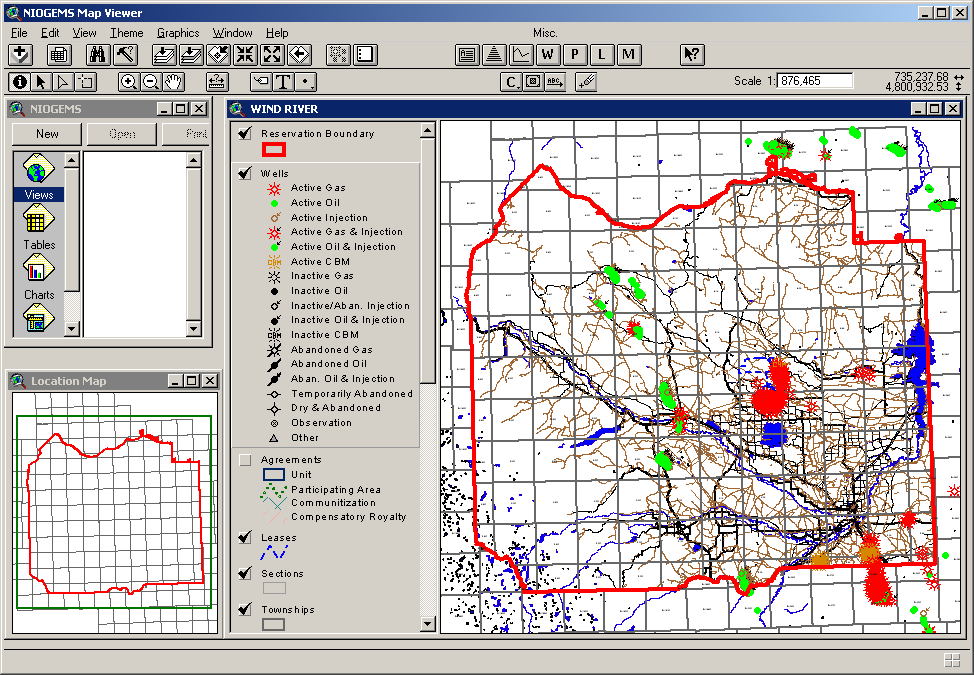 NIOGEMS Map Viewer
File Edit View Theme Graphics Window Help Misc.
W P L M ?
C ABC Scale 1: 876,465 735,237.68
T 4,800,932.53
NIOGEMS
New Open
Views
Tables
Charts
Location Map
WIND RIVER
Reservation Boundary
Wells
Active Gas
Active Oil
Active Injection
Active Gas & Injection
Active Oil & Injection
Active CBM
Inactive Gas
Inactive Oil
Inactive/Aban. Injection
Inactive Oil & Injection
Inactive CBM
Abandoned Gas
Abandoned Oil
Aban. Oil & Injection
Temporarily Abandoned
Dry & Abandoned
Observation
Other
Agreements
Unit
Participating Area
Communitization
Compensatory Royalty
Leases
Sections
Townships